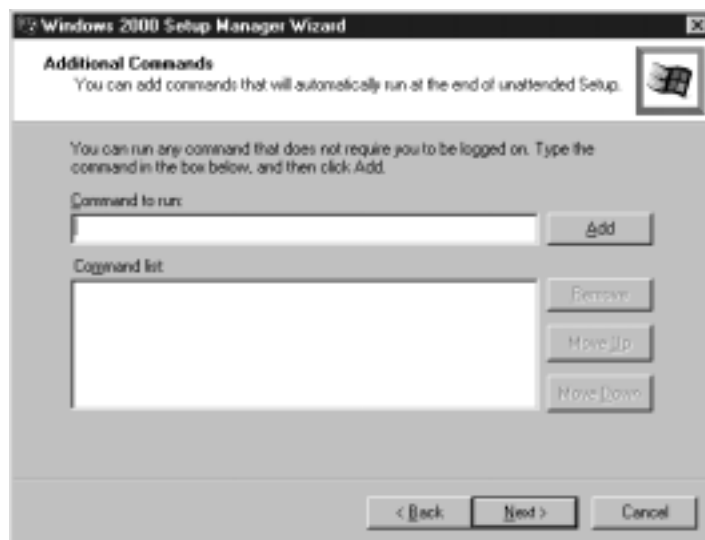 Windows 2000 Setup Manager Wizard
Additional Commands
You can add commands that will automatically run at the end of unattended Setup.
You can run any command that does not require you to be logged on. Type the
command in the box below, and then click Add.
Command to run:
Add
Command list:
Remove
Move Up
Move Down
< Back
Next >
Cancel